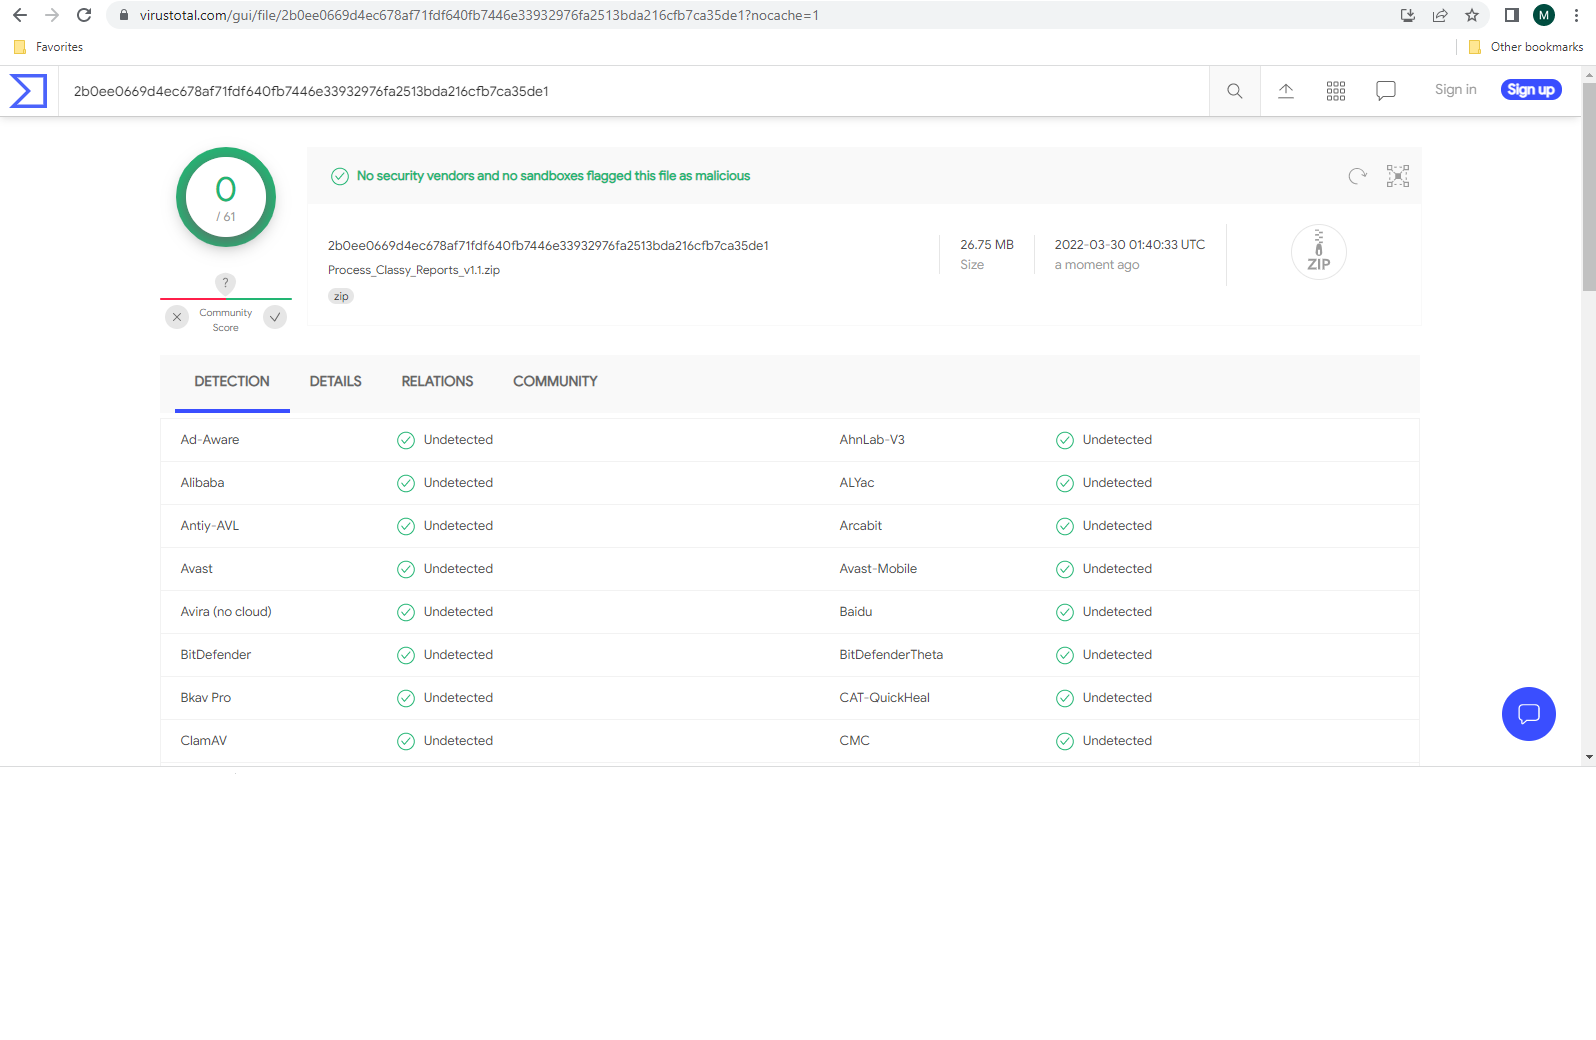 virustotal.com/gui/file/2b0ee0669d4ec678af71fdf640fb7446e33932976fa2513bda216cfb7ca35de1?nocache=1
M
Favorites
Other bookmarks
2b0ee0669d4ec678af71fdf640fb7446e33932976fa2513bda216cfb7ca35de1
Sign in
Sign up
0
/ 61
?
Community
Score
No security vendors and no sandboxes flagged this file as malicious
2b0ee0669d4ec678af71fdf640fb7446e33932976fa2513bda216cfb7ca35de1
Process_Classy_Reports_v1.1.zip
zip
26.75 MB
Size
2022-03-30 01:40:33 UTC
a moment ago
ZIP
DETECTION DETAILS RELATIONS COMMUNITY
Ad-Aware Undetected AhnLab-V3 Undetected
Alibaba Undetected ALYac Undetected
Antiy-AVL Undetected Arcabit Undetected
Avast Undetected Avast-Mobile Undetected
Avira (no cloud) Undetected Baidu Undetected
BitDefender Undetected BitDefenderTheta Undetected
Bkav Pro Undetected CAT-QuickHeal Undetected
ClamAV Undetected CMC Undetected